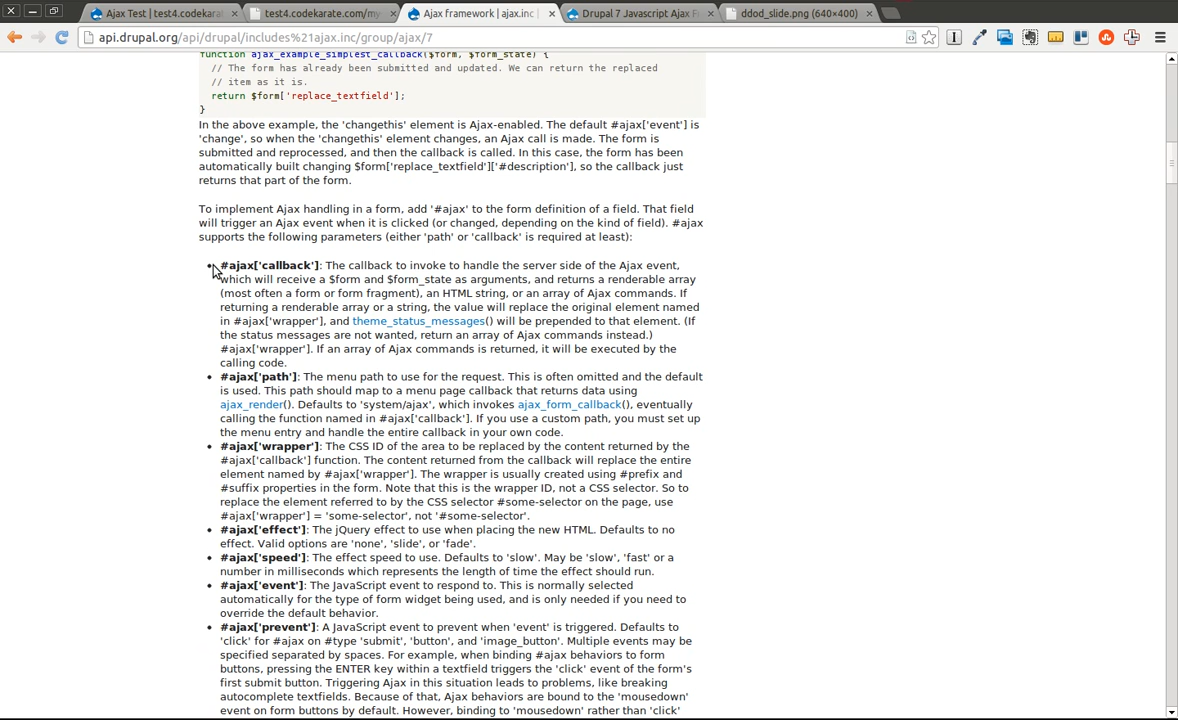 Ajax Test | test4.codekarat
test4.codekarate.com/my
Ajax framework | ajax.inc |
Drupal 7 Javascript Ajax F
ddod_slide.png (640×400)
api.drupal.org/api/drupal/includes%21ajax.inc/group/ajax/7
function ajax_example_simplest_callback($form, $form_state) {
// The form has already been submitted and updated. We can return the replaced
// item as it is.
return $form['replace_textfield'];
}
In the above example, the 'changethis' element is Ajax-enabled. The default #ajax['event'] is
'change', so when the 'changethis' element changes, an Ajax call is made. The form is
submitted and reprocessed, and then the callback is called. In this case, the form has been
automatically built changing $form['replace_textfield']['#description'], so the callback just
returns that part of the form.
To implement Ajax handling in a form, add '#ajax' to the form definition of a field. That field
will trigger an Ajax event when it is clicked (or changed, depending on the kind of field). #ajax
supports the following parameters (either 'path' or 'callback' is required at least):
• #ajax['callback']: The callback to invoke to handle the server side of the Ajax event,
which will receive a $form and $form_state as arguments, and returns a renderable array
(most often a form or form fragment), an HTML string, or an array of Ajax commands. If
returning a renderable array or a string, the value will replace the original element named
in #ajax['wrapper'], and theme_status_messages() will be prepended to that element. (If
the status messages are not wanted, return an array of Ajax commands instead.)
#ajax['wrapper']. If an array of Ajax commands is returned, it will be executed by the
calling code.
• #ajax['path']: The menu path to use for the request. This is often omitted and the default
is used. This path should map to a menu page callback that returns data using
ajax_render(). Defaults to 'system/ajax', which invokes ajax_form_callback(), eventually
calling the function named in #ajax['callback']. If you use a custom path, you must set up
the menu entry and handle the entire callback in your own code.
• #ajax['wrapper']: The CSS ID of the area to be replaced by the content returned by the
#ajax['callback'] function. The content returned from the callback will replace the entire
element named by #ajax['wrapper']. The wrapper is usually created using #prefix and
#suffix properties in the form. Note that this is the wrapper ID, not a CSS selector. So to
replace the element referred to by the CSS selector #some-selector on the page, use
#ajax['wrapper'] = 'some-selector', not '#some-selector'.
• #ajax['effect']: The jQuery effect to use when placing the new HTML. Defaults to no
effect. Valid options are 'none', 'slide', or 'fade'.
• #ajax['speed']: The effect speed to use. Defaults to 'slow'. May be 'slow', 'fast' or a
number in milliseconds which represents the length of time the effect should run.
• #ajax['event']: The JavaScript event to respond to. This is normally selected
automatically for the type of form widget being used, and is only needed if you need to
override the default behavior.
• #ajax['prevent']: A JavaScript event to prevent when 'event' is triggered. Defaults to
'click' for #ajax on #type 'submit', 'button', and 'image_button'. Multiple events may be
specified separated by spaces. For example, when binding #ajax behaviors to form
buttons, pressing the ENTER key within a textfield triggers the 'click' event of the form's
first submit button. Triggering Ajax in this situation leads to problems, like breaking
autocomplete textfields. Because of that, Ajax behaviors are bound to the 'mousedown'
event on form buttons by default. However, binding to 'mousedown' rather than 'click'